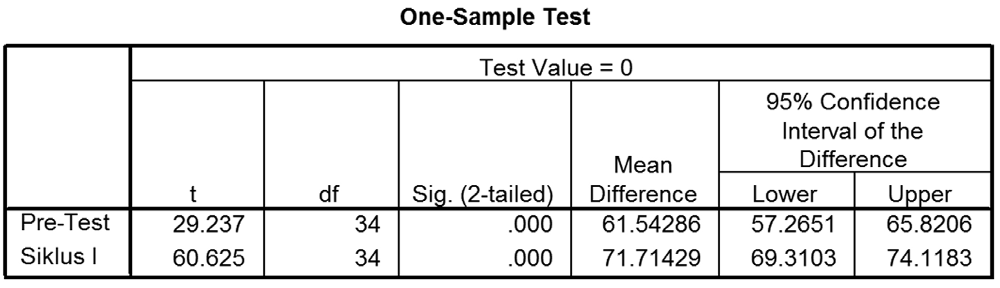 One-Sample Test
Test Value = 0
95% Confidence
Interval of the
Difference
Mean
Difference
t df Sig. (2-tailed) Lower Upper
Pre-Test 29.237 34 .000 61.54286 57.2651 65.8206
Siklus I 60.625 34 .000 71.71429 69.3103 74.1183